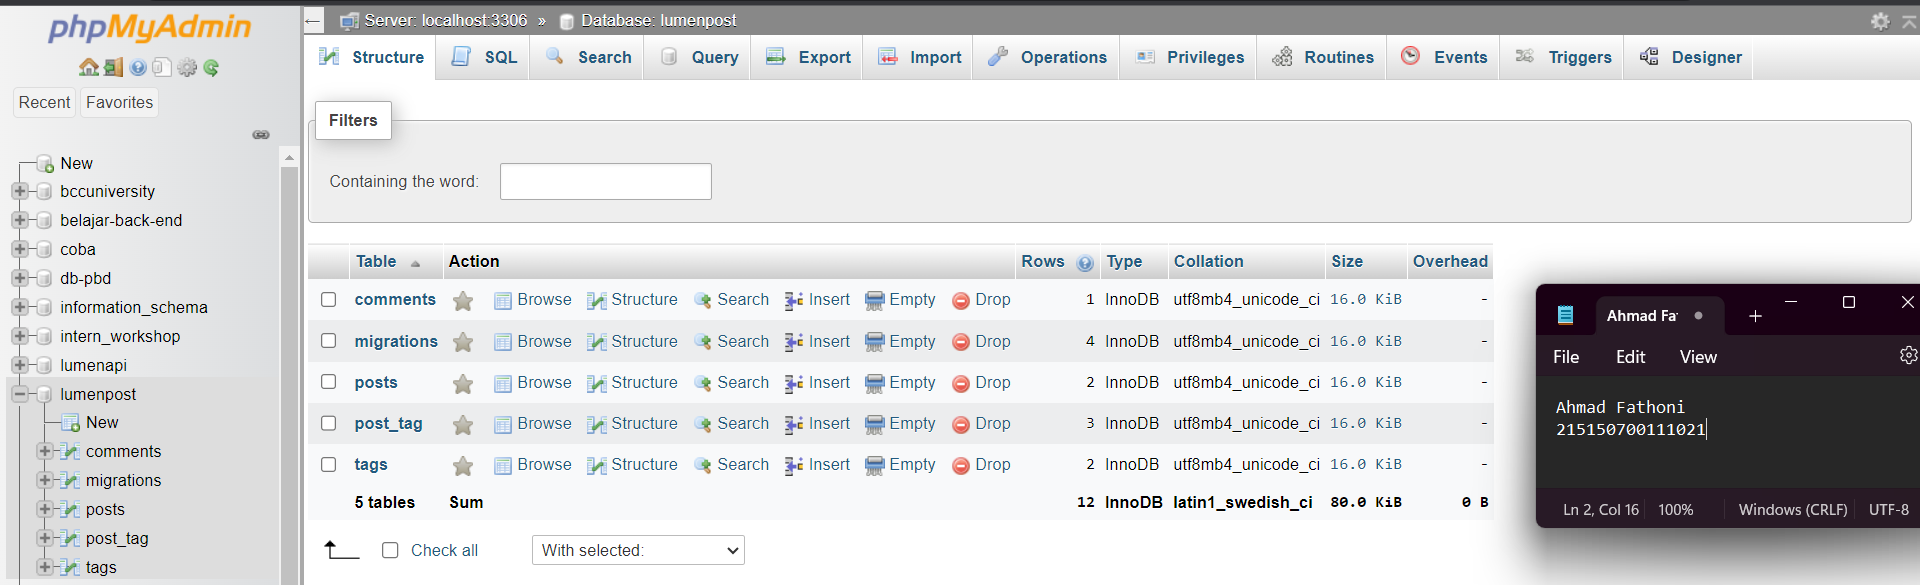 phpMyAdmin
Recent Favorites
New
bccuniversity
belajar-back-end
coba
db-pbd
information_schema
intern_workshop
lumenapi
lumenpost
New
comments
migrations
posts
post_tag
tags
Server: localhost:3306 » Database: lumenpost
Structure SQL Search Query Export Import Operations Privileges Routines Events Triggers Designer
Filters
Containing the word:
Table Action Rows Type Collation Size Overhead
comments Browse Structure Search Insert Empty Drop 1 InnoDB utf8mb4_unicode_ci 16.0 KiB -
migrations Browse Structure Search Insert Empty Drop 4 InnoDB utf8mb4_unicode_ci 16.0 KiB -
posts Browse Structure Search Insert Empty Drop 2 InnoDB utf8mb4_unicode_ci 16.0 KiB -
post_tag Browse Structure Search Insert Empty Drop 3 InnoDB utf8mb4_unicode_ci 16.0 KiB -
tags Browse Structure Search Insert Empty Drop 2 InnoDB utf8mb4_unicode_ci 16.0 KiB -
5 tables Sum 12 InnoDB latin1_swedish_ci 80.0 KiB 0 B
Check all With selected:
Ahmad Fa
File Edit View
Ahmad Fathoni
215150700111021
Ln 2, Col 16 100% Windows (CRLF) UTF-8